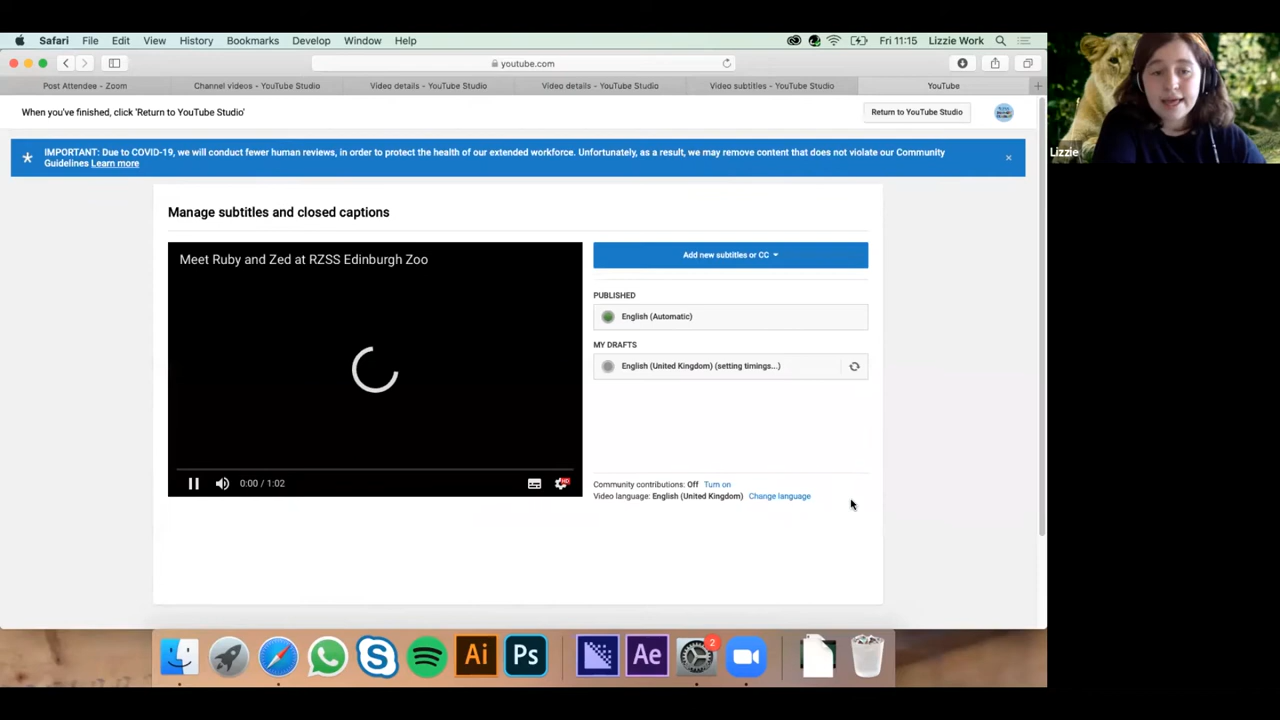 Safari File Edit View History Bookmarks Develop Window Help
Fri 11:15 Lizzie Work
youtube.com
Post Attendee - Zoom
Channel videos - YouTube Studio
Video details - YouTube Studio
Video details - YouTube Studio
Video subtitles - YouTube Studio
YouTube
When you've finished, click 'Return to YouTube Studio'
Return to YouTube Studio
IMPORTANT: Due to COVID-19, we will conduct fewer human reviews, in order to protect the health of our extended workforce. Unfortunately, as a result, we may remove content that does not violate our Community
Guidelines Learn more
Lizzie
Manage subtitles and closed captions
Meet Ruby and Zed at RZSS Edinburgh Zoo
0:00 / 1:02
HD
Add new subtitles or CC
PUBLISHED
English (Automatic)
MY DRAFTS
English (United Kingdom) (setting timings...)
Community contributions: Off Turn on
Video language: English (United Kingdom) Change language
Ai
Ps
Ae
2